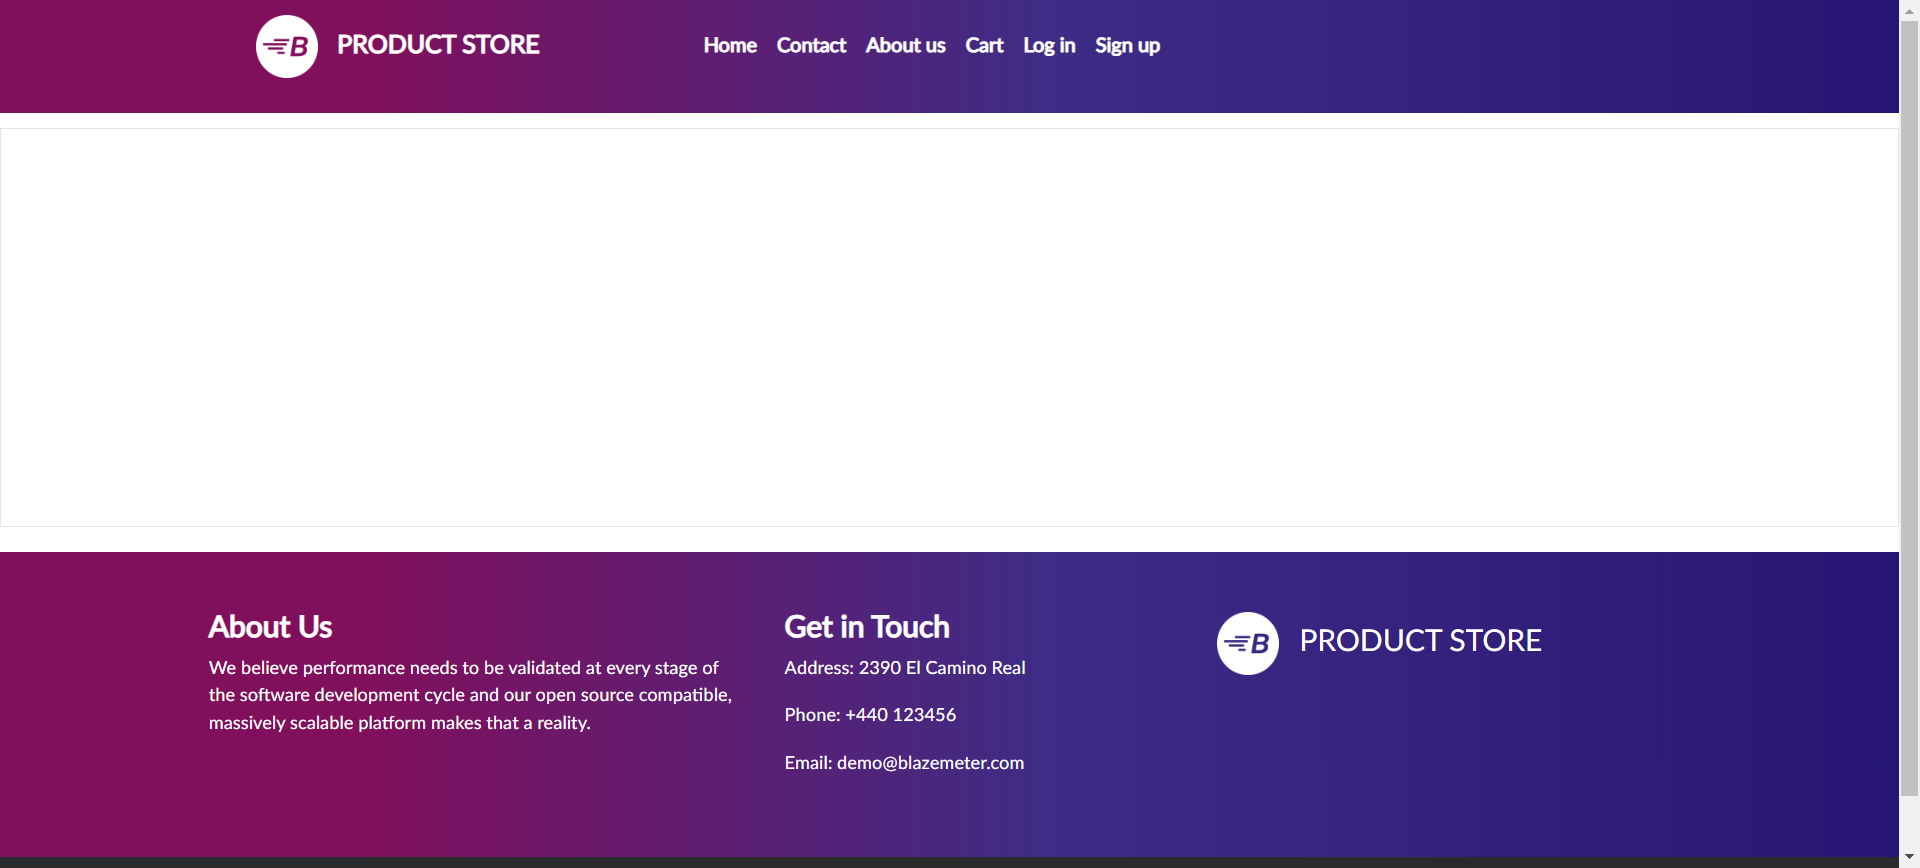 B PRODUCT STORE Home Contact About us Cart Log in Sign up
About Us
We believe performance needs to be validated at every stage of
the software development cycle and our open source compatible,
massively scalable platform makes that a reality.
Get in Touch
Address: 2390 El Camino Real
Phone: +440 123456
Email: demo@blazemeter.com
B PRODUCT STORE